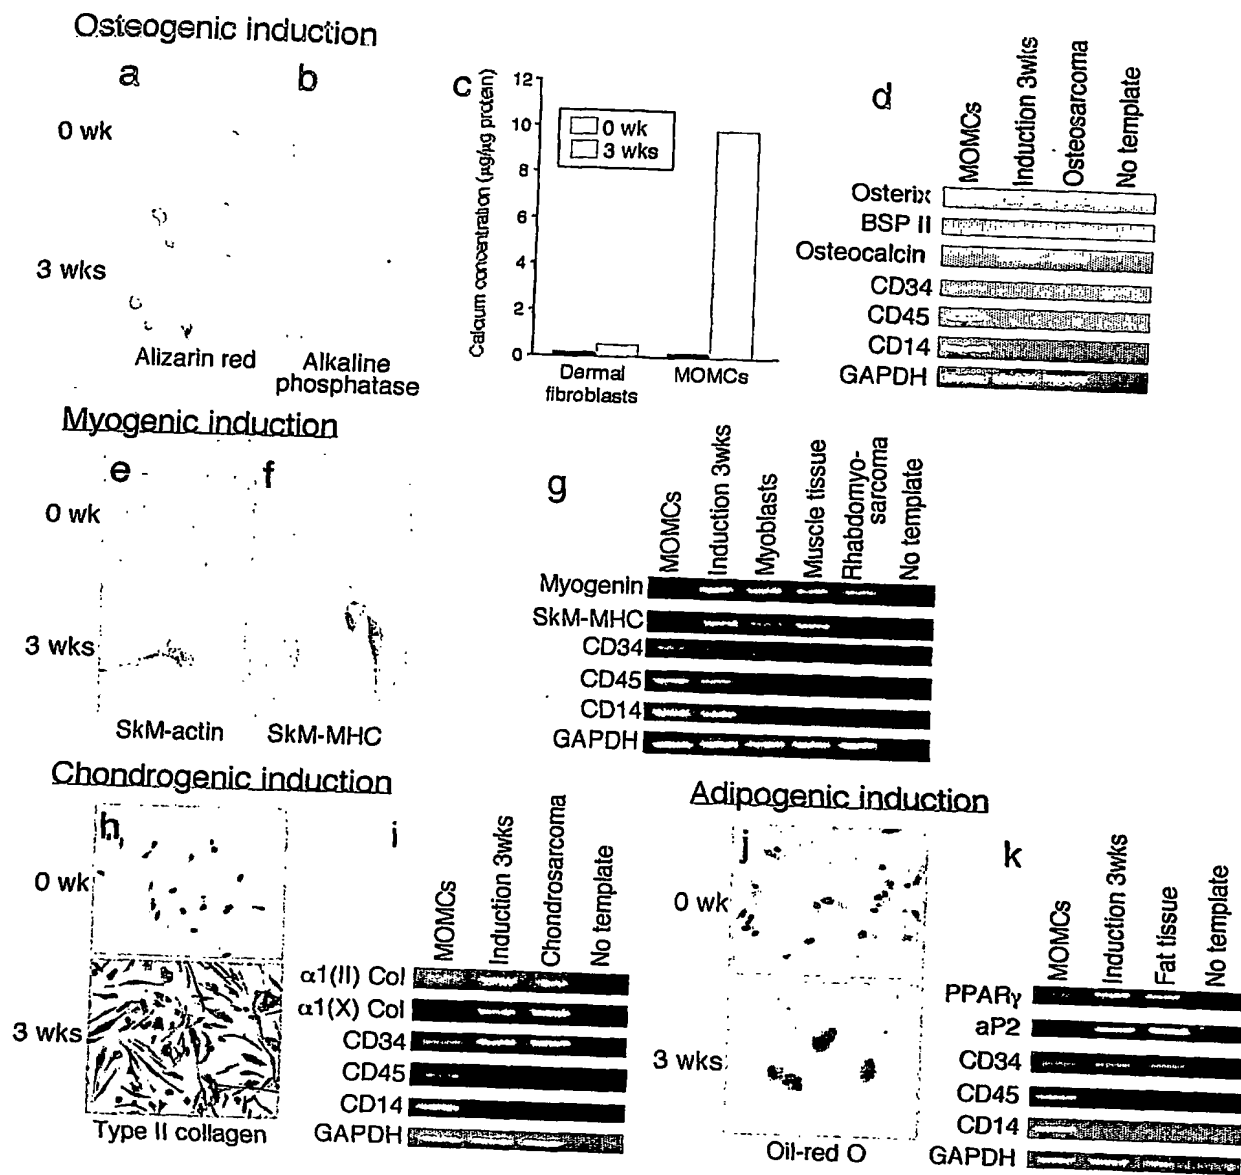 Osteogenic induction
a
b
0 wk
3 wks
Alizarin red
Alkaline
phosphatase
c
Calcium concentration (µg/µg protein)
12
10
8
6
4
2
0
0 wk
3 wks
Dermal
fibroblasts
MOMCs
d
MOMCs
Induction 3wks
Osteosarcoma
No template
Osterix
BSP II
Osteocalcin
CD34
CD45
CD14
GAPDH
Myogenic induction
e
f
0 wk
3 wks
SkM-actin
SkM-MHC
g
MOMCs
Induction 3wks
Myoblasts
Muscle tissue
Rhabdomyo-
sarcoma
No template
Myogenin
SkM-MHC
CD34
CD45
CD14
GAPDH
Chondrogenic induction
h
0 wk
3 wks
Type II collagen
i
MOMCs
Induction 3wks
Chondrosarcoma
No template
α1(II) Col
α1(X) Col
CD34
CD45
CD14
GAPDH
Adipogenic induction
j
0 wk
3 wks
Oil-red O
k
MOMCs
Induction 3wks
Fat tissue
No template
PPARγ
aP2
CD34
CD45
CD14
GAPDH